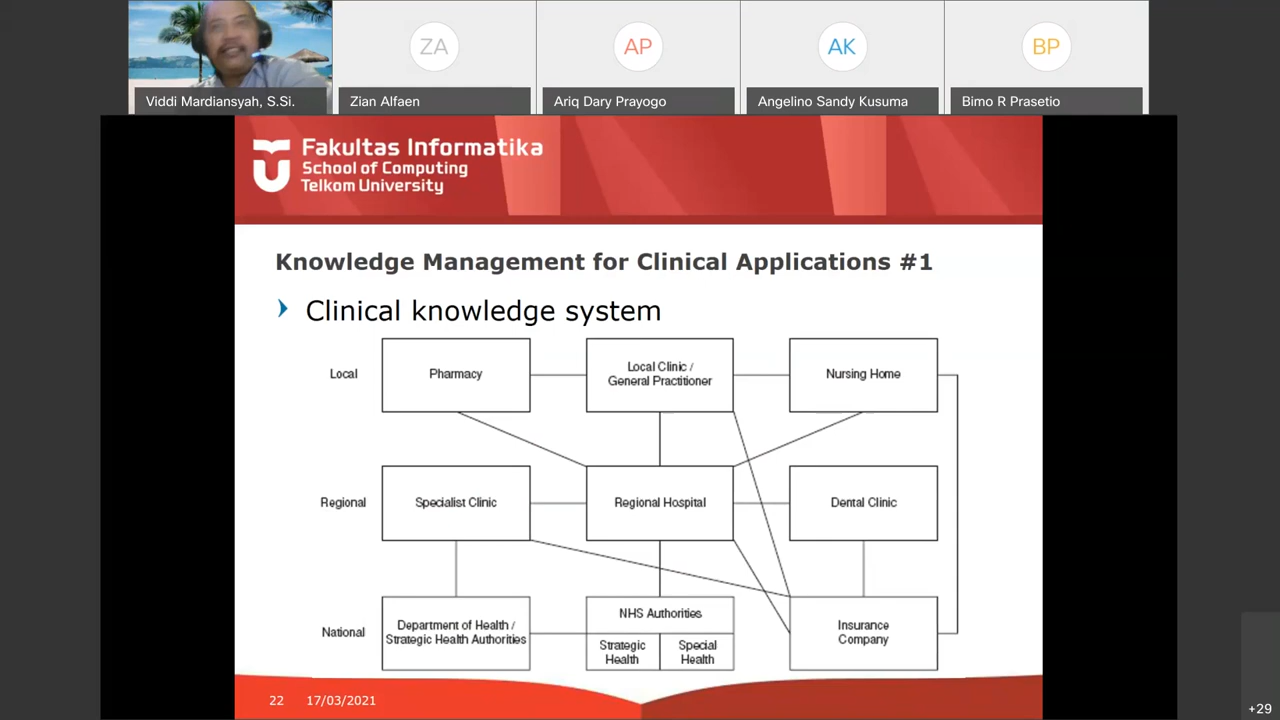 ZA
AP
AK
BP
Viddi Mardiansyah, S.Si.
Zian Alfaen
Ariq Dary Prayogo
Angelino Sandy Kusuma
Bimo R Prasetio
Fakultas Informatika
School of Computing
Telkom University
Knowledge Management for Clinical Applications #1
Clinical knowledge system
Local
Pharmacy
Local Clinic /
General Practitioner
Nursing Home
Regional
Specialist Clinic
Regional Hospital
Dental Clinic
National
Department of Health /
Strategic Health Authorities
NHS Authorities
Strategic
Health
Special
Health
Insurance
Company
22 17/03/2021
+29